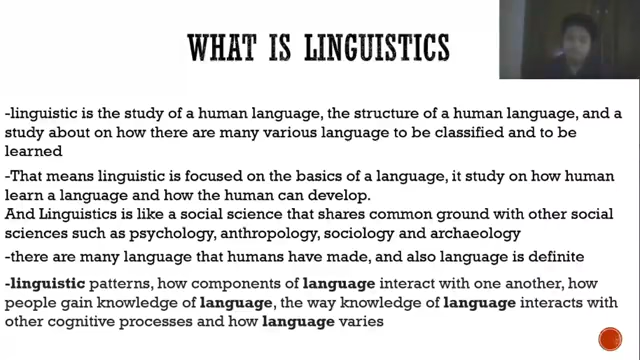 WHAT IS LINGUISTICS
-linguistic is the study of a human language, the structure of a human language, and a
study about on how there are many various language to be classified and to be
learned
-That means linguistic is focused on the basics of a language, it study on how human
learn a language and how the human can develop.
And Linguistics is like a social science that shares common ground with other social
sciences such as psychology, anthropology, sociology and archaeology
-there are many language that humans have made, and also language is definite
-linguistic patterns, how components of language interact with one another, how
people gain knowledge of language, the way knowledge of language interacts with
other cognitive processes and how language varies